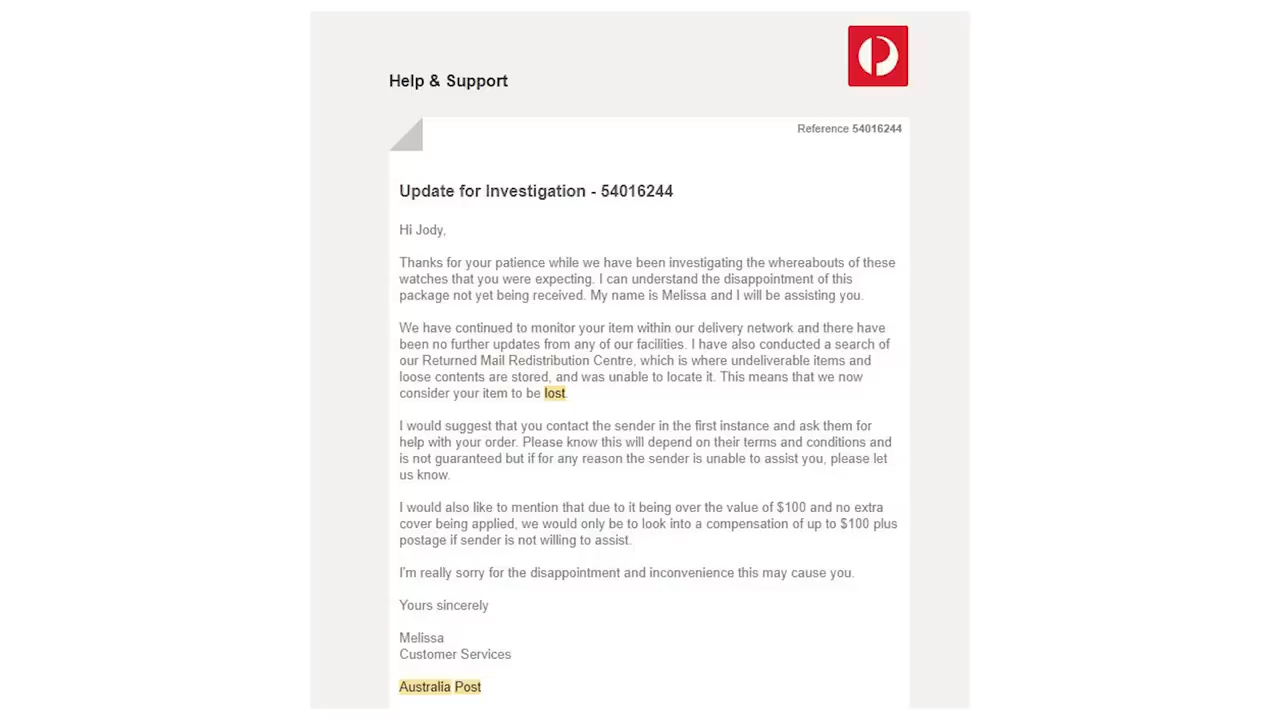 Help & Support
Reference 54016244
Update for Investigation - 54016244
Hi Jody,
Thanks for your patience while we have been investigating the whereabouts of these
watches that you were expecting. I can understand the disappointment of this
package not yet being received. My name is Melissa and I will be assisting you.
We have continued to monitor your item within our delivery network and there have
been no further updates from any of our facilities. I have also conducted a search of
our Returned Mail Redistribution Centre, which is where undeliverable items and
loose contents are stored, and was unable to locate it. This means that we now
consider your item to be lost.
I would suggest that you contact the sender in the first instance and ask them for
help with your order. Please know this will depend on their terms and conditions and
is not guaranteed but if for any reason the sender is unable to assist you, please let
us know.
I would also like to mention that due to it being over the value of $100 and no extra
cover being applied, we would only be to look into a compensation of up to $100 plus
postage if sender is not willing to assist.
I'm really sorry for the disappointment and inconvenience this may cause you.
Yours sincerely
Melissa
Customer Services
Australia Post